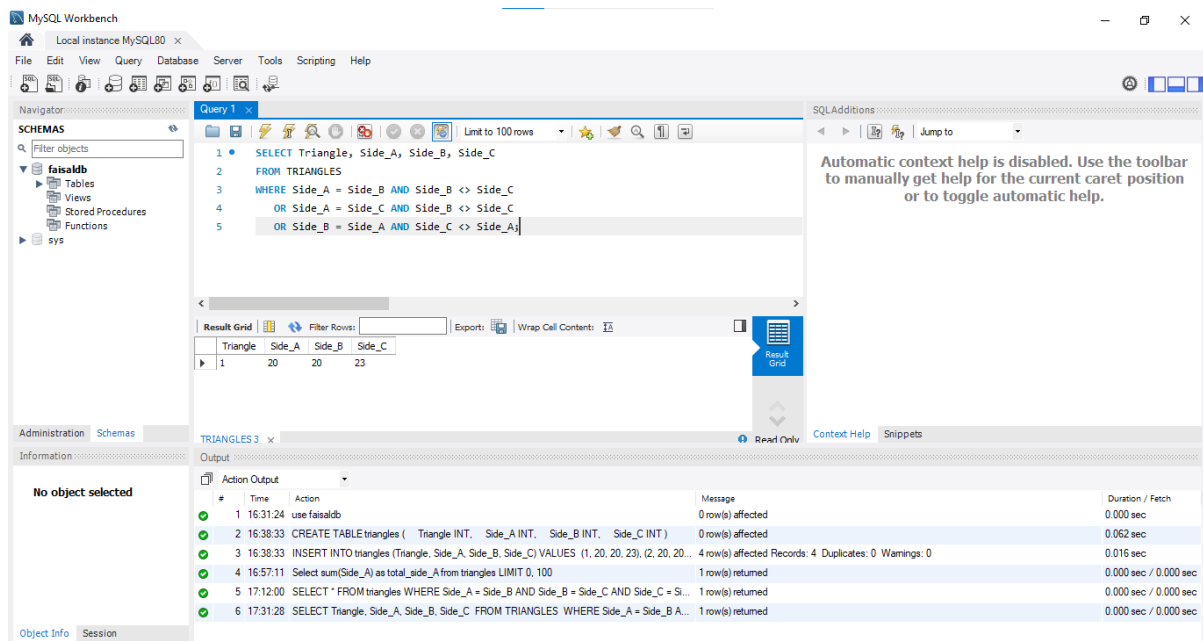 MySQL Workbench
Local instance MySQL80
File Edit View Query Database Server Tools Scripting Help
Navigator
SCHEMAS
Filter objects
faisaldb
Tables
Views
Stored Procedures
Functions
sys
Administration Schemas
Information
No object selected
Object Info Session
Query 1
Limit to 100 rows
1 SELECT Triangle, Side_A, Side_B, Side_C
2 FROM TRIANGLES
3 WHERE Side_A = Side_B AND Side_B <> Side_C
4 OR Side_A = Side_C AND Side_B <> Side_C
5 OR Side_B = Side_A AND Side_C <> Side_A;
Result Grid Filter Rows: Export: Wrap Cell Content:
Triangle Side_A Side_B Side_C
1 20 20 23
Result
Grid
TRIANGLES 3 Read Only
SQLAdditions
Jump to
Automatic context help is disabled. Use the toolbar
to manually get help for the current caret position
or to toggle automatic help.
Context Help Snippets
Output
Action Output
# Time Action Message Duration / Fetch
1 16:31:24 use faisaldb 0 row(s) affected 0.000 sec
2 16:38:33 CREATE TABLE triangles ( Triangle INT, Side_A INT, Side_B INT, Side_C INT ) 0 row(s) affected 0.062 sec
3 16:38:33 INSERT INTO triangles (Triangle, Side_A, Side_B, Side_C) VALUES (1, 20, 20, 23), (2, 20, 20... 4 row(s) affected Records: 4 Duplicates: 0 Warnings: 0 0.016 sec
4 16:57:11 Select sum(Side_A) as total_side_A from triangles LIMIT 0, 100 1 row(s) returned 0.000 sec / 0.000 sec
5 17:12:00 SELECT * FROM triangles WHERE Side_A = Side_B AND Side_B = Side_C AND Side_C = Si... 1 row(s) returned 0.000 sec / 0.000 sec
6 17:31:28 SELECT Triangle, Side_A, Side_B, Side_C FROM TRIANGLES WHERE Side_A = Side_B A... 1 row(s) returned 0.000 sec / 0.000 sec